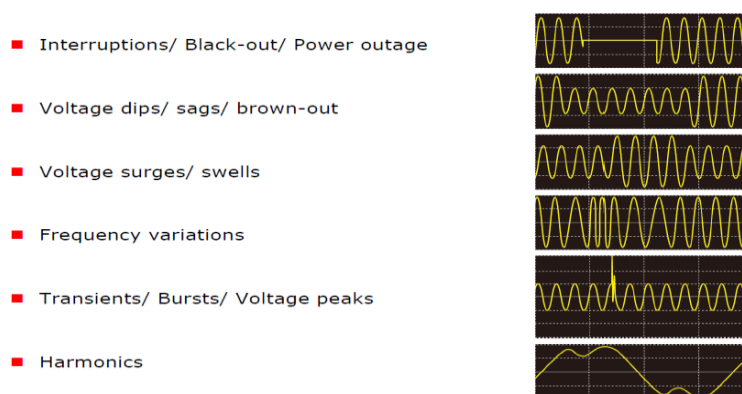 Interruptions/ Black-out/ Power outage
Voltage dips/ sags/ brown-out
Voltage surges/ swells
Frequency variations
Transients/ Bursts/ Voltage peaks
Harmonics